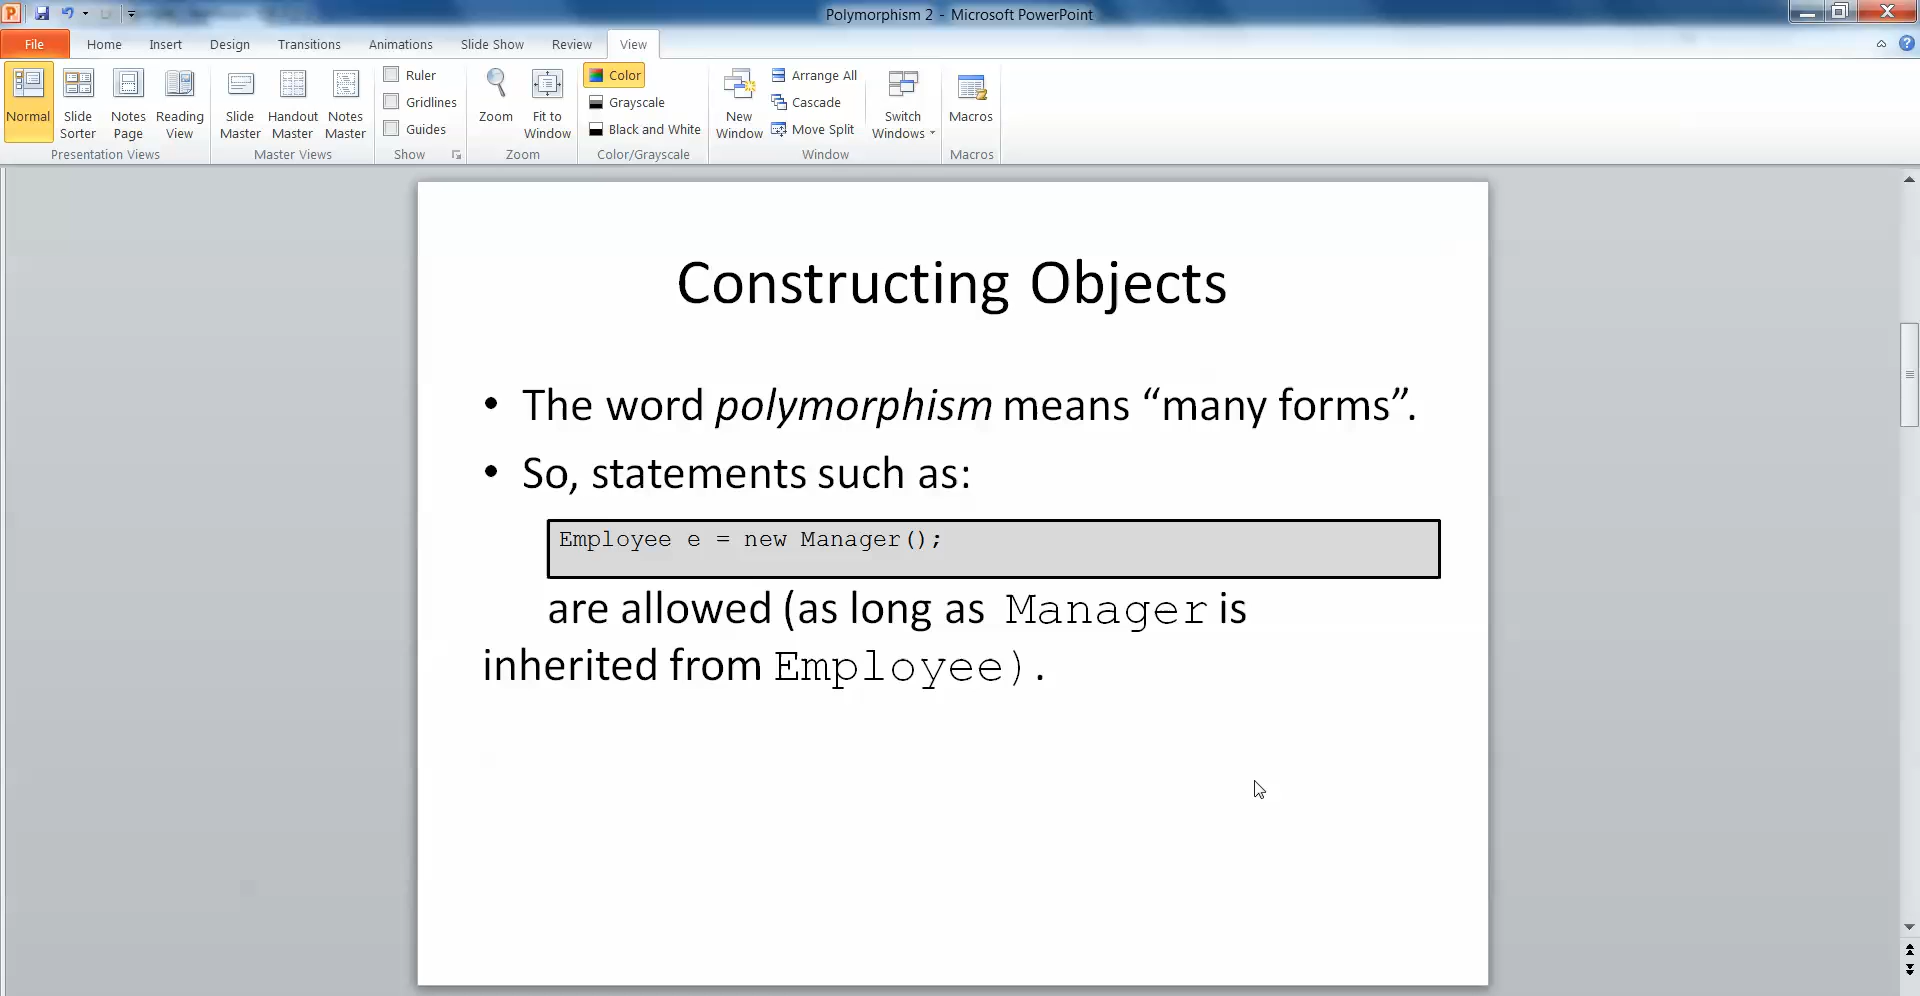 Polymorphism 2 - Microsoft PowerPoint
File Home Insert Design Transitions Animations Slide Show Review View
Normal
Slide Sorter
Notes Page
Reading View
Presentation Views
Slide Master
Handout Master
Notes Master
Master Views
Ruler
Gridlines
Guides
Show
Zoom
Fit to Window
Zoom
Color
Grayscale
Black and White
Color/Grayscale
New Window
Arrange All
Cascade
Move Split
Switch Windows
Window
Macros
Macros
Constructing Objects
• The word polymorphism means “many forms”.
• So, statements such as:
Employee e = new Manager();
are allowed (as long as Manager is
inherited from Employee).